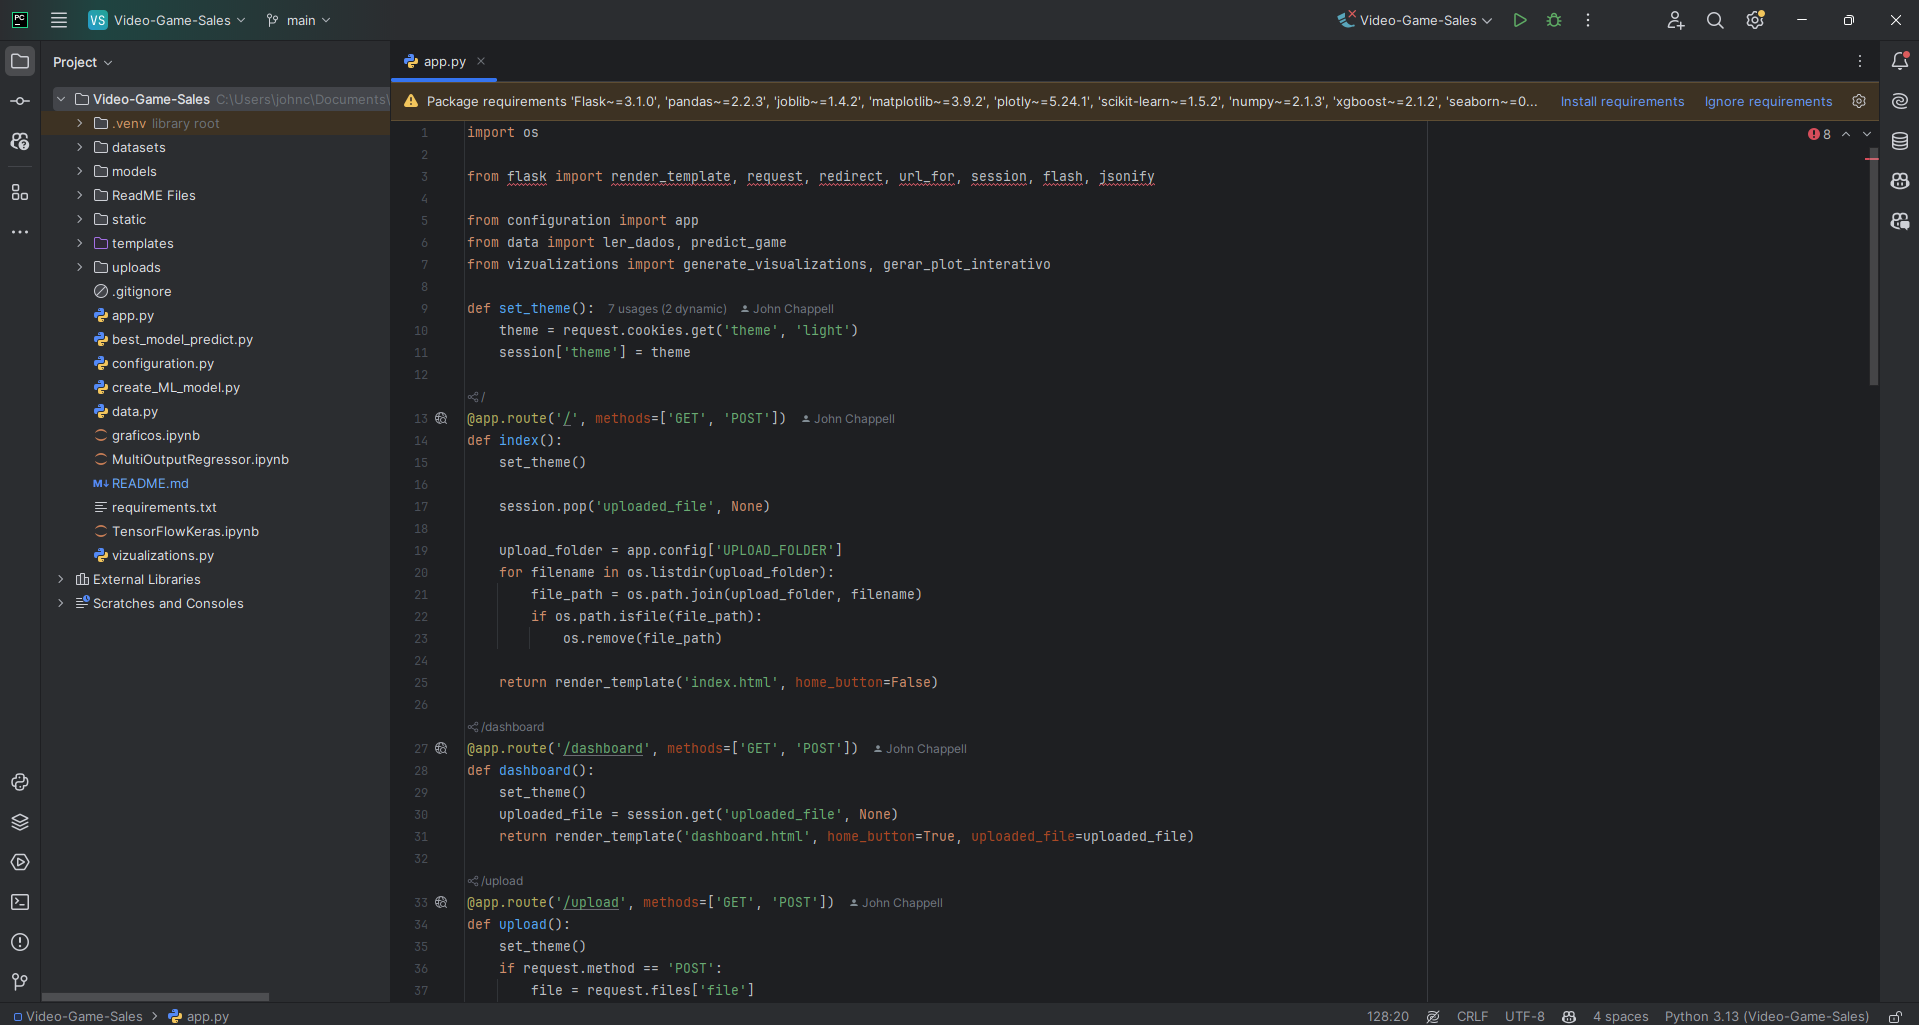 PC VS Video-Game-Sales main Video-Game-Sales
Project
app.py
Video-Game-Sales C:\Users\johnc\Documents\
.venv library root
datasets
models
ReadME Files
static
templates
uploads
.gitignore
app.py
best_model_predict.py
configuration.py
create_ML_model.py
data.py
graficos.ipynb
MultiOutputRegressor.ipynb
M↓ README.md
requirements.txt
TensorFlowKeras.ipynb
vizualizations.py
External Libraries
Scratches and Consoles
Package requirements 'Flask~=3.1.0', 'pandas~=2.2.3', 'joblib~=1.4.2', 'matplotlib~=3.9.2', 'plotly~=5.24.1', 'scikit-learn~=1.5.2', 'numpy~=2.1.3', 'xgboost~=2.1.2', 'seaborn~=0... Install requirements Ignore requirements
8
1 import os
2
3 from flask import render_template, request, redirect, url_for, session, flash, jsonify
4
5 from configuration import app
6 from data import ler_dados, predict_game
7 from vizualizations import generate_visualizations, gerar_plot_interativo
8
9 def set_theme(): 7 usages (2 dynamic) John Chappell
10 theme = request.cookies.get('theme', 'light')
11 session['theme'] = theme
12
/
13 @app.route('/', methods=['GET', 'POST']) John Chappell
14 def index():
15 set_theme()
16
17 session.pop('uploaded_file', None)
18
19 upload_folder = app.config['UPLOAD_FOLDER']
20 for filename in os.listdir(upload_folder):
21 file_path = os.path.join(upload_folder, filename)
22 if os.path.isfile(file_path):
23 os.remove(file_path)
24
25 return render_template('index.html', home_button=False)
26
/dashboard
27 @app.route('/dashboard', methods=['GET', 'POST']) John Chappell
28 def dashboard():
29 set_theme()
30 uploaded_file = session.get('uploaded_file', None)
31 return render_template('dashboard.html', home_button=True, uploaded_file=uploaded_file)
32
/upload
33 @app.route('/upload', methods=['GET', 'POST']) John Chappell
34 def upload():
35 set_theme()
36 if request.method == 'POST':
37 file = request.files['file']
Video-Game-Sales > app.py
128:20 CRLF UTF-8 4 spaces Python 3.13 (Video-Game-Sales)